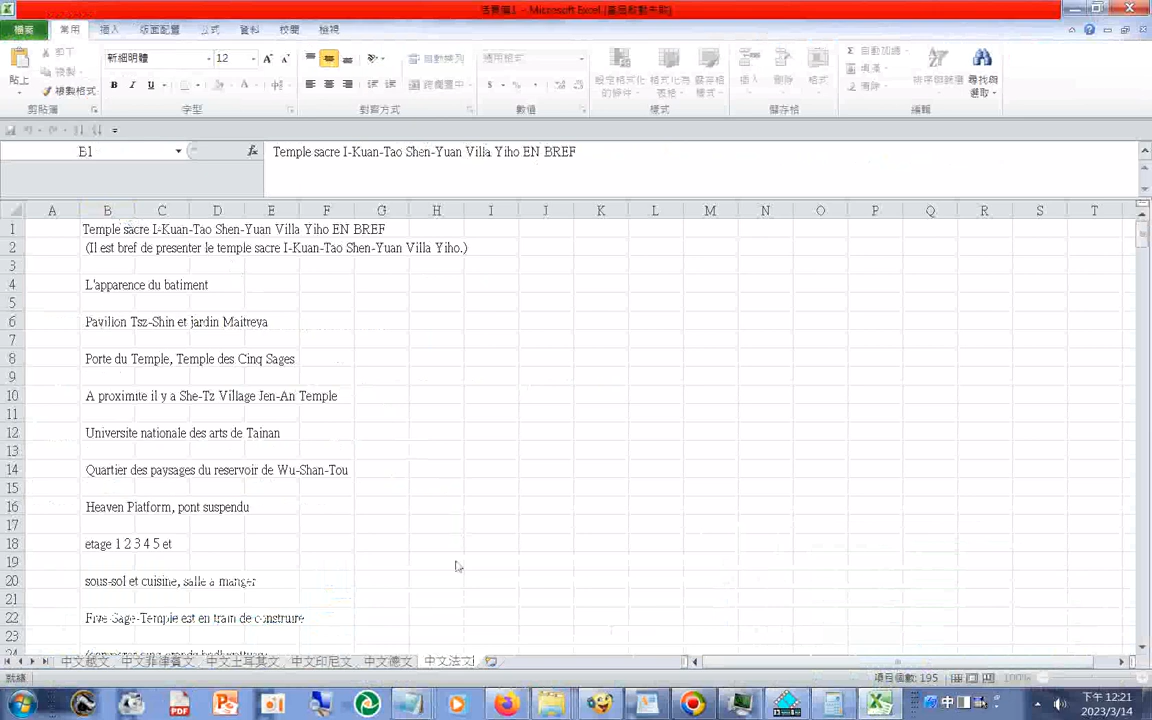 活頁簿1 - Microsoft Excel (產品啟動失敗)
檔案 常用 插入 版面配置 公式 資料 校閱 檢視
貼上 剪下 複製 複製格式 剪貼簿
新細明體 12 B I U 字型
自動換列 跨欄置中 對齊方式
通用格式 $ % , 數值
設定格式化的條件 格式化為表格 儲存格樣式 樣式
插入 刪除 格式 儲存格
Σ 自動加總 填滿 清除 排序與篩選 尋找與選取 編輯
B1 fx Temple sacre I-Kuan-Tao Shen-Yuan Villa Yiho EN BREF
A B C D E F G H I J K L M N O P Q R S T
1 Temple sacre I-Kuan-Tao Shen-Yuan Villa Yiho EN BREF
2 (Il est bref de presenter le temple sacre I-Kuan-Tao Shen-Yuan Villa Yiho.)
3
4 L'apparence du batiment
5
6 Pavilion Tsz-Shin et jardin Maitreya
7
8 Porte du Temple, Temple des Cinq Sages
9
10 A proximite il y a She-Tz Village Jen-An Temple
11
12 Universite nationale des arts de Tainan
13
14 Quartier des paysages du reservoir de Wu-Shan-Tou
15
16 Heaven Platform, pont suspendu
17
18 etage 1 2 3 4 5 et
19
20 sous-sol et cuisine, salle a manger
21
22 Five-Sage-Temple est en train de construire
23
24
中文越文 中文菲律賓文 中文土耳其文 中文印尼文 中文德文 中文法文
就緒 項目個數: 195 100%
中
下午 12:21
2023/3/14